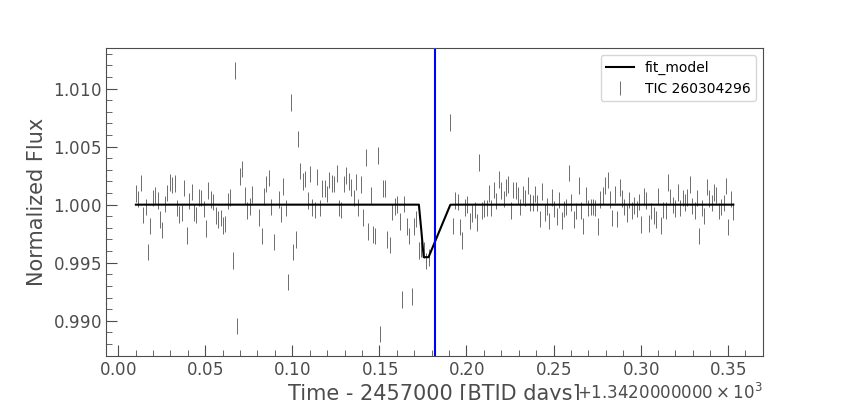 fit_model
TIC 260304296
Normalized Flux
1.010
1.005
1.000
0.995
0.990
0.00 0.05 0.10 0.15 0.20 0.25 0.30 0.35
Time - 2457000 [BTJD days]
+1.3420000000 × 10³